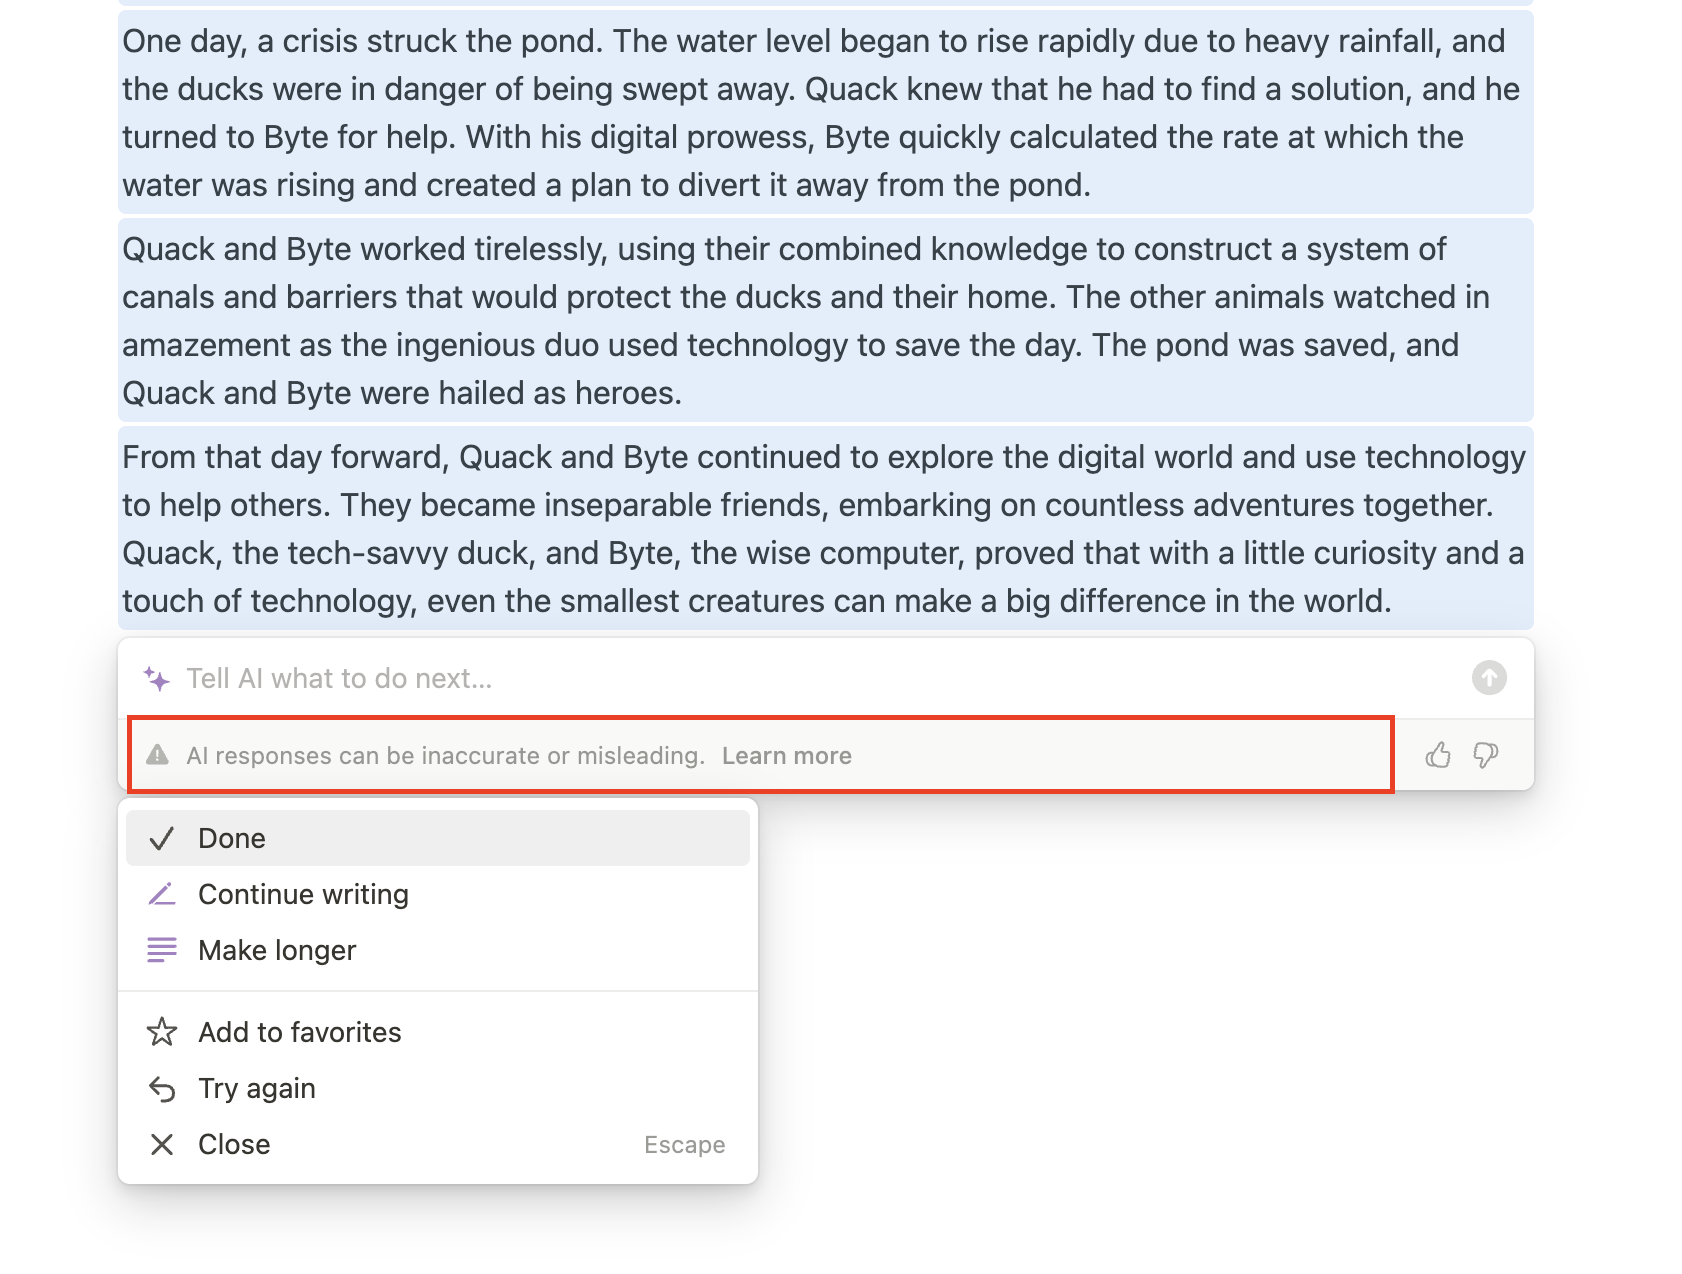 One day, a crisis struck the pond. The water level began to rise rapidly due to heavy rainfall, and
the ducks were in danger of being swept away. Quack knew that he had to find a solution, and he
turned to Byte for help. With his digital prowess, Byte quickly calculated the rate at which the
water was rising and created a plan to divert it away from the pond.
Quack and Byte worked tirelessly, using their combined knowledge to construct a system of
canals and barriers that would protect the ducks and their home. The other animals watched in
amazement as the ingenious duo used technology to save the day. The pond was saved, and
Quack and Byte were hailed as heroes.
From that day forward, Quack and Byte continued to explore the digital world and use technology
to help others. They became inseparable friends, embarking on countless adventures together.
Quack, the tech-savvy duck, and Byte, the wise computer, proved that with a little curiosity and a
touch of technology, even the smallest creatures can make a big difference in the world.
Tell AI what to do next...
AI responses can be inaccurate or misleading. Learn more
Done
Continue writing
Make longer
Add to favorites
Try again
Close Escape